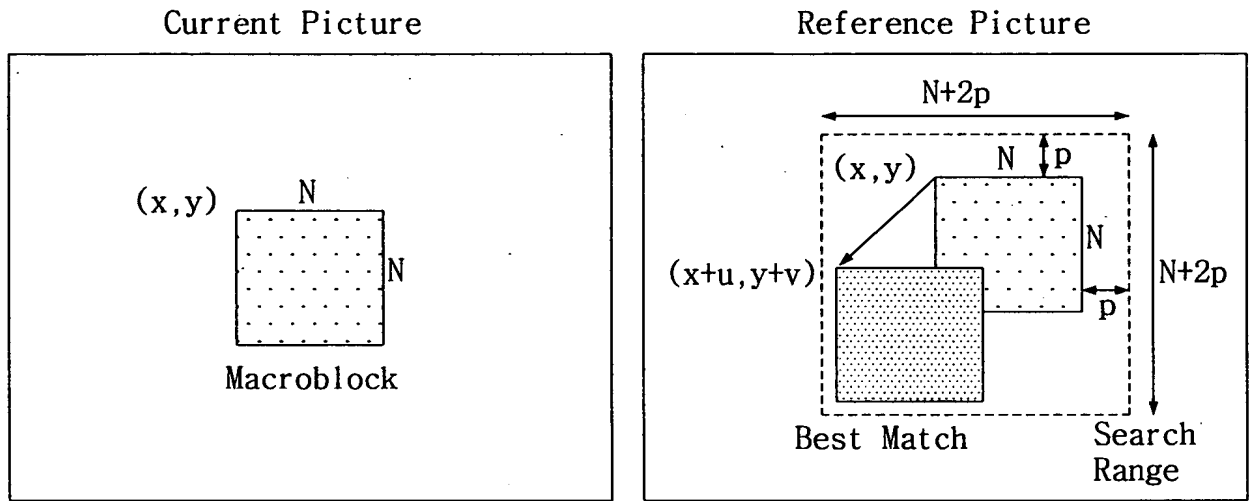 Current Picture
(x,y)
N
N
Macroblock
Reference Picture
N+2p
(x,y)
N
p
N
N+2p
(x+u,y+v)
p
Best Match
Search
Range